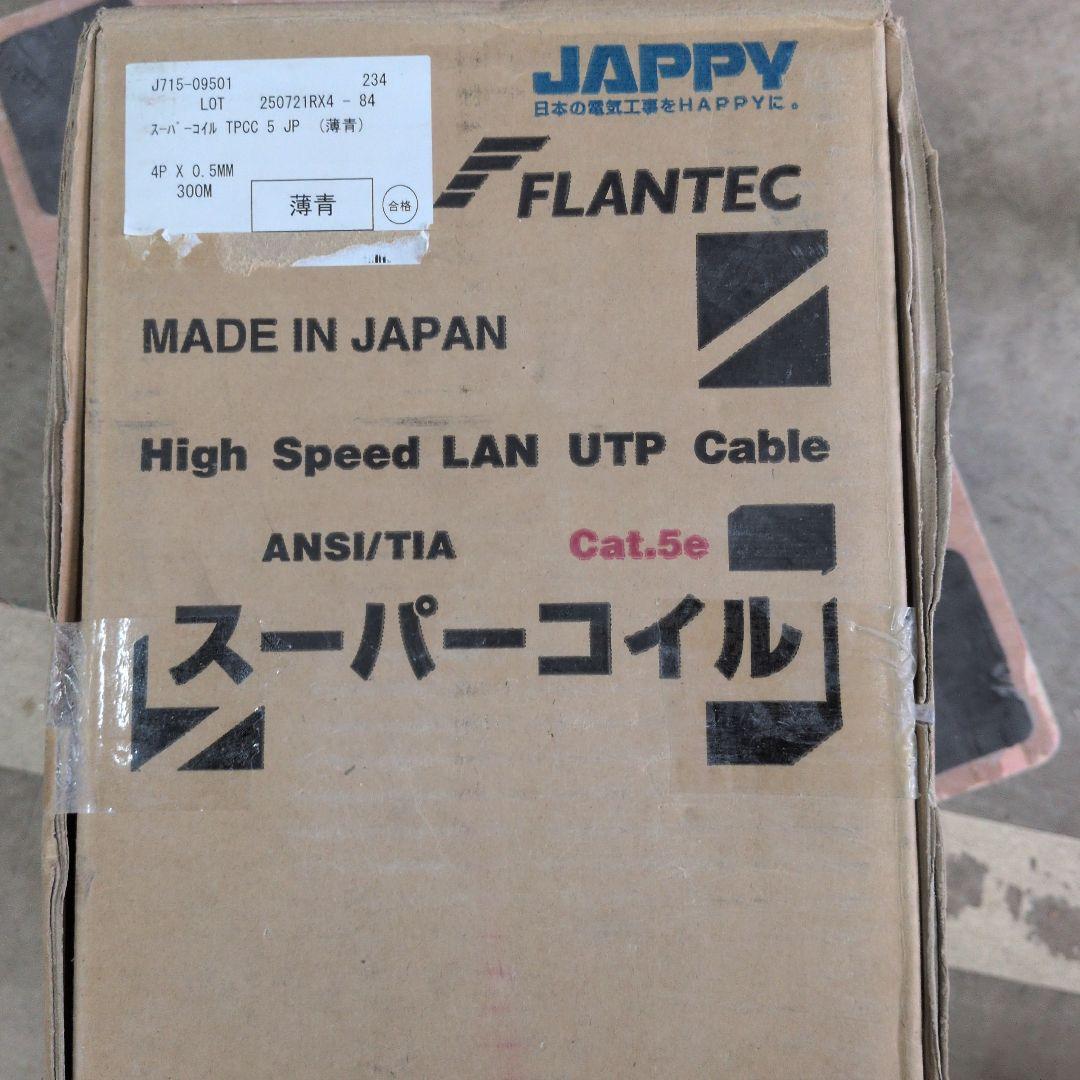 J715-09501 234
LOT 250721RX4 - 84
ｽｰﾊﾟｰｺｲﾙ TPCC 5 JP (薄青)
4P X 0.5MM
300M
薄青
合格
JAPPY
日本の電気工事をHAPPYに。
FLANTEC
MADE IN JAPAN
High Speed LAN UTP Cable
ANSI/TIA Cat.5e
スーパーコイル